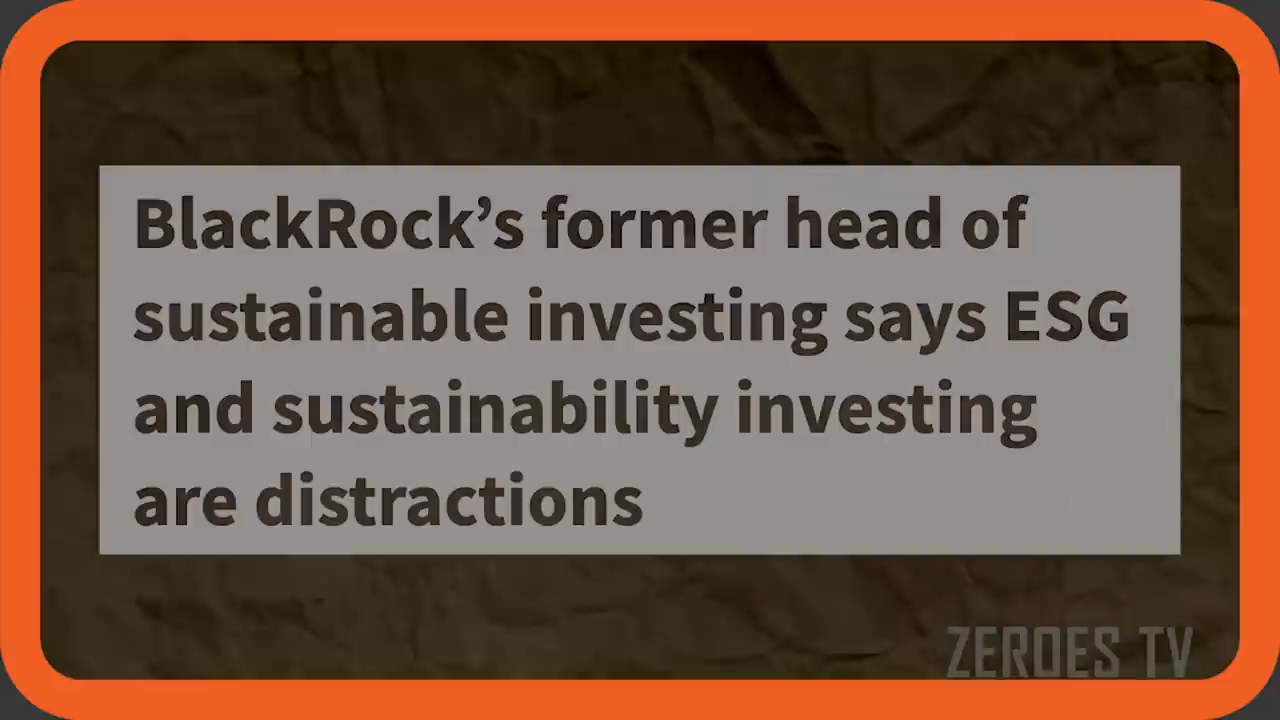 BlackRock’s former head of
sustainable investing says ESG
and sustainability investing
are distractions
ZEROES TV